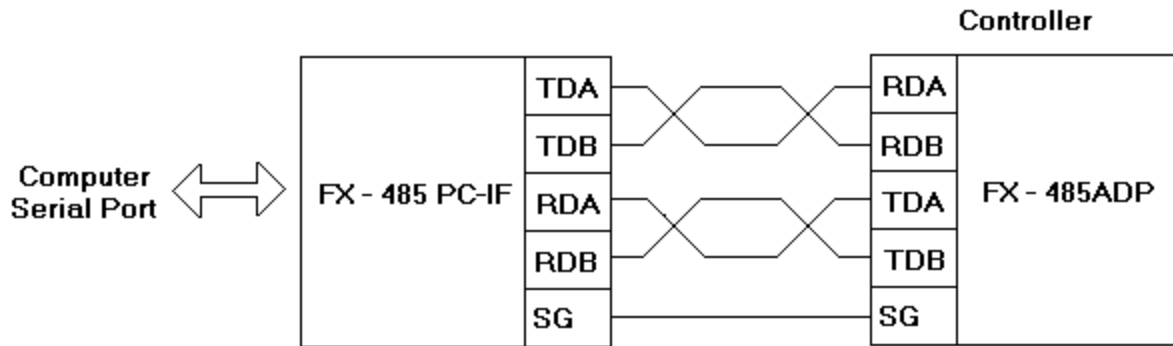 Controller
TDA
RDA
TDB
RDB
Computer
Serial Port
FX - 485 PC-IF
RDA
TDA
FX - 485ADP
RDB
TDB
SG
SG